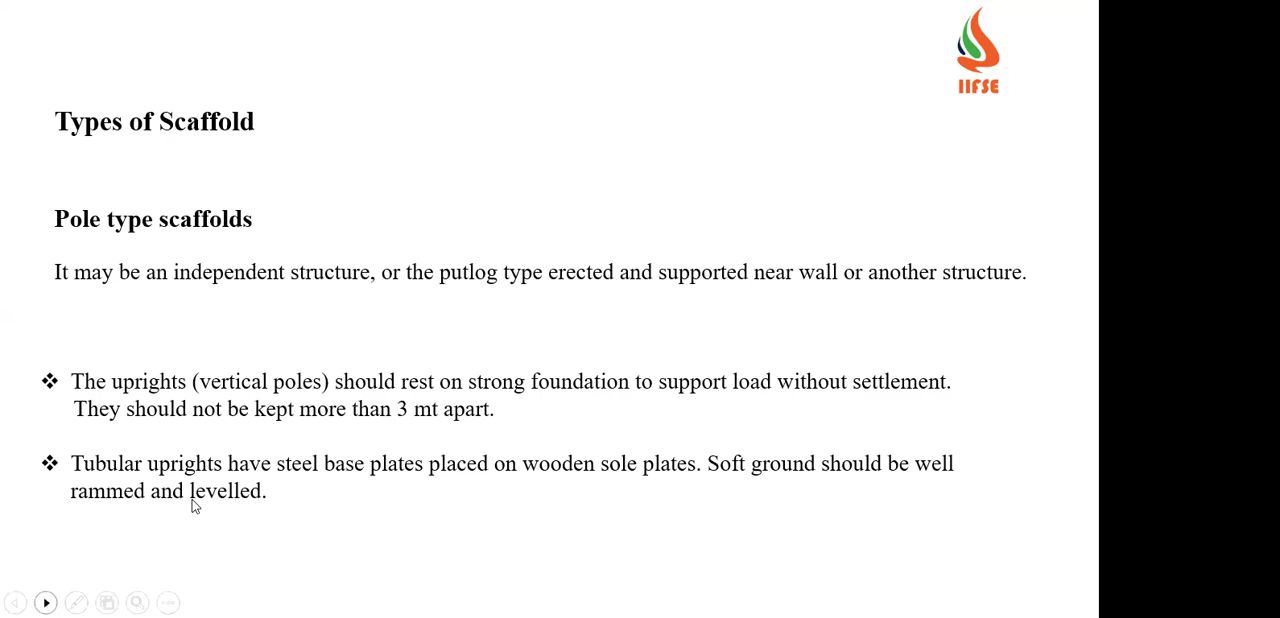 IIFSE
Types of Scaffold
Pole type scaffolds
It may be an independent structure, or the putlog type erected and supported near wall or another structure.
❖ The uprights (vertical poles) should rest on strong foundation to support load without settlement.
They should not be kept more than 3 mt apart.
❖ Tubular uprights have steel base plates placed on wooden sole plates. Soft ground should be well
rammed and levelled.